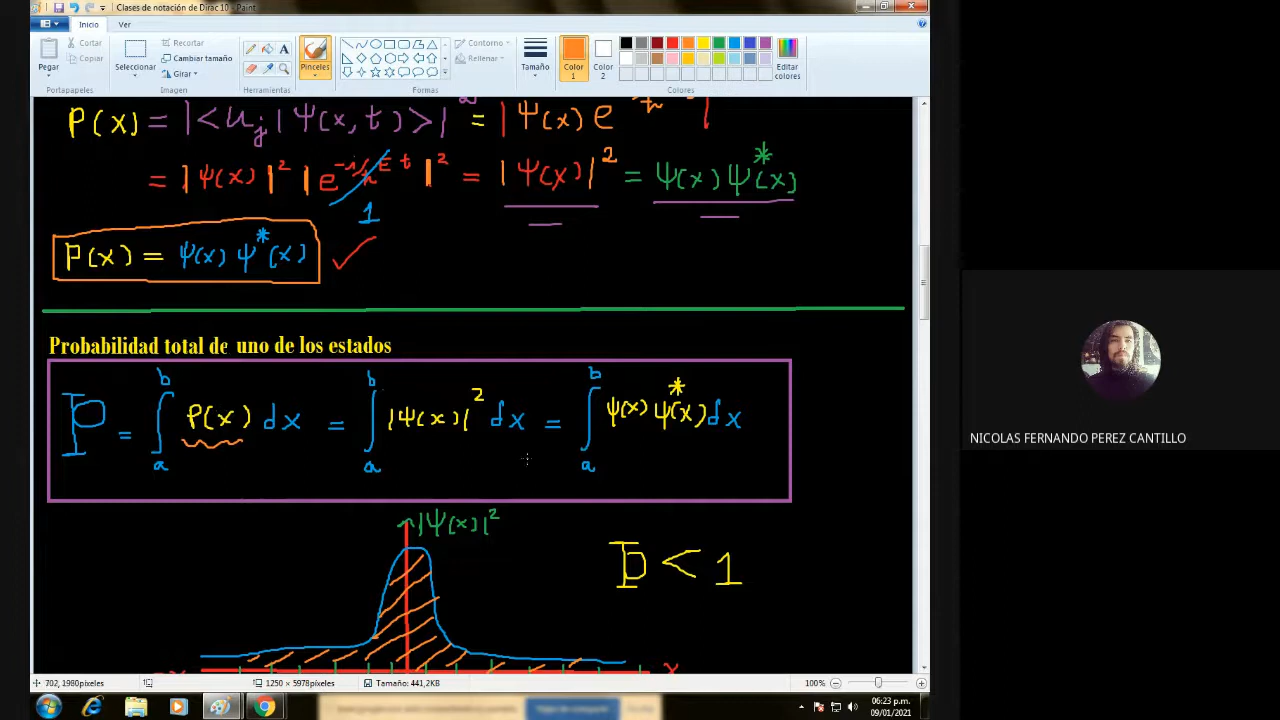 Clases de notación de Dirac 10 - Paint
Inicio Ver
Pegar Cortar Copiar Portapapeles
Seleccionar Recortar Cambiar tamaño Girar Imagen
Herramientas
Pinceles
Contorno Rellenar Formas
Tamaño
Color 1 Color 2 Editar colores Colores
P(x) = |<u_j|Ψ(x,t)>|² = |Ψ(x) e
= |Ψ(x)|² |e^{-i/ħ E t}|² = |Ψ(x)|² = Ψ(x)Ψ*(x)
1
P(x) = Ψ(x) Ψ*(x)
Probabilidad total de uno de los estados
P = ∫_a^b P(x) dx = ∫_a^b |Ψ(x)|² dx = ∫_a^b Ψ(x)Ψ*(x) dx
|Ψ(x)|²
P < 1
x
NICOLAS FERNANDO PEREZ CANTILLO
702, 1980píxeles 1250 × 5978píxeles Tamaño: 441,2KB 100%
06:23 p.m.
09/01/2021